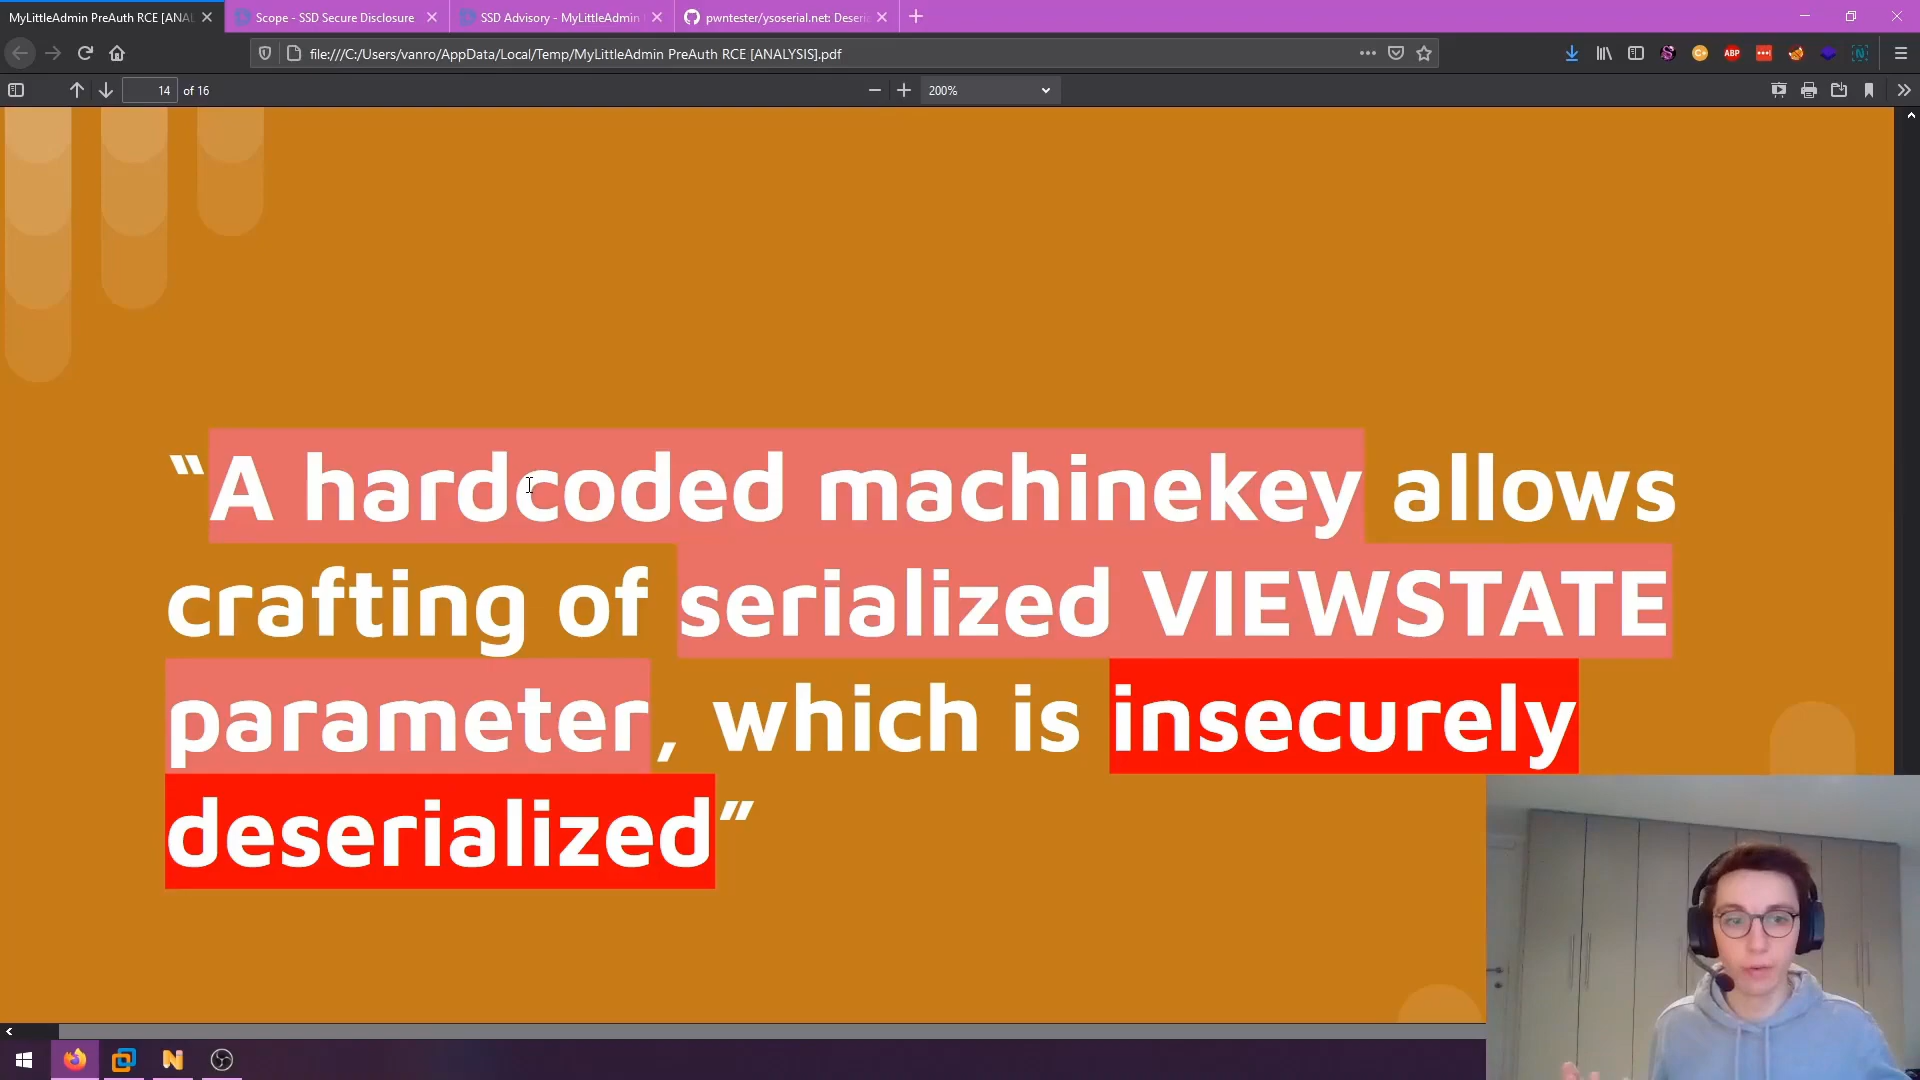 MyLittleAdmin PreAuth RCE [ANAL
Scope - SSD Secure Disclosure
SSD Advisory - MyLittleAdmin
pwntester/ysoserial.net: Deseria
file:///C:/Users/vanro/AppData/Local/Temp/MyLittleAdmin PreAuth RCE [ANALYSIS].pdf
ABP
14 of 16
200%
“A hardcoded machinekey allows
crafting of serialized VIEWSTATE
parameter, which is insecurely
deserialized”